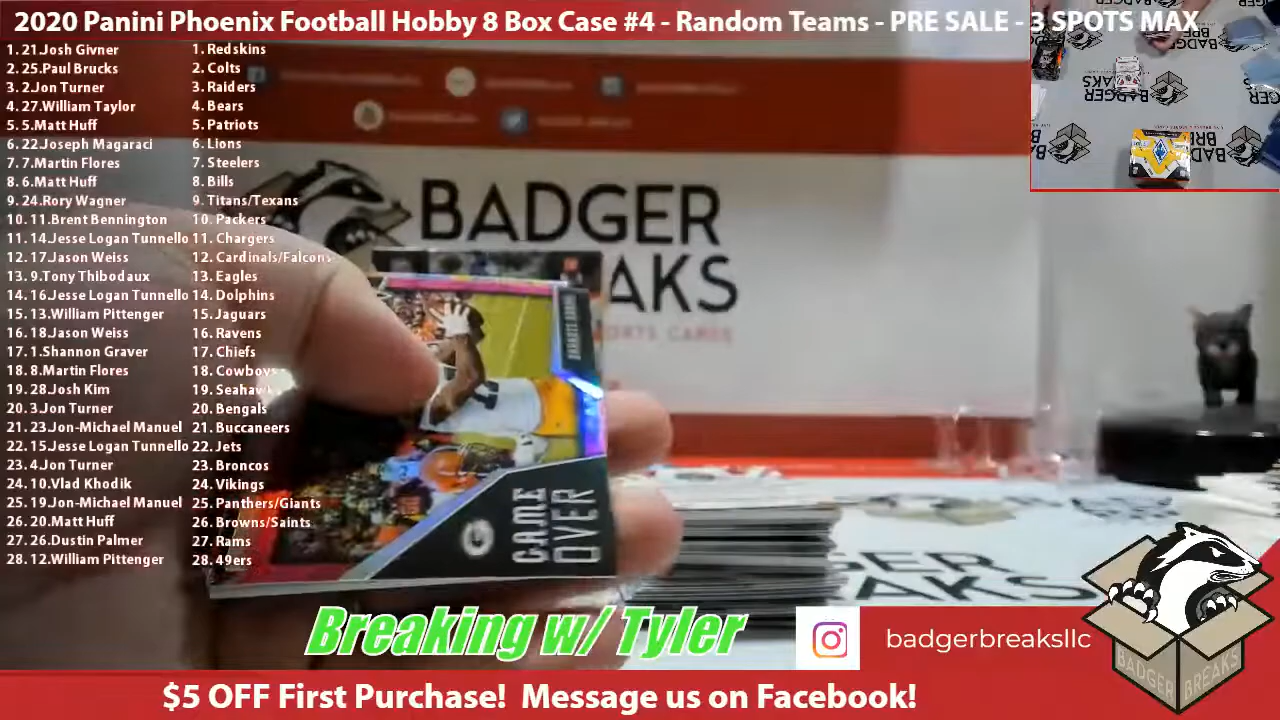 2020 Panini Phoenix Football Hobby 8 Box Case #4 - Random Teams - PRE SALE - 3 SPOTS MAX
1. 21.Josh Givner
2. 25.Paul Brucks
3. 2.Jon Turner
4. 27.William Taylor
5. 5.Matt Huff
6. 22.Joseph Magaraci
7. 7.Martin Flores
8. 6.Matt Huff
9. 24.Rory Wagner
10. 11.Brent Bennington
11. 14.Jesse Logan Tunnello
12. 17.Jason Weiss
13. 9.Tony Thibodaux
14. 16.Jesse Logan Tunnello
15. 13.William Pittenger
16. 18.Jason Weiss
17. 1.Shannon Graver
18. 8.Martin Flores
19. 28.Josh Kim
20. 3.Jon Turner
21. 23.Jon-Michael Manuel
22. 15.Jesse Logan Tunnello
23. 4.Jon Turner
24. 10.Vlad Khodik
25. 19.Jon-Michael Manuel
26. 20.Matt Huff
27. 26.Dustin Palmer
28. 12.William Pittenger
1. Redskins
2. Colts
3. Raiders
4. Bears
5. Patriots
6. Lions
7. Steelers
8. Bills
9. Titans/Texans
10. Packers
11. Chargers
12. Cardinals/Falcons
13. Eagles
14. Dolphins
15. Jaguars
16. Ravens
17. Chiefs
18. Cowboys
19. Seahawks
20. Bengals
21. Buccaneers
22. Jets
23. Broncos
24. Vikings
25. Panthers/Giants
26. Browns/Saints
27. Rams
28. 49ers
BADGER
EAKS
ORTS CARDS
GAME
OVER
DAVANTE ADAMS
BADGER
BREAKS
Breaking w/ Tyler
badgerbreaksllc
BADGER BREAKS
$5 OFF First Purchase!  Message us on Facebook!